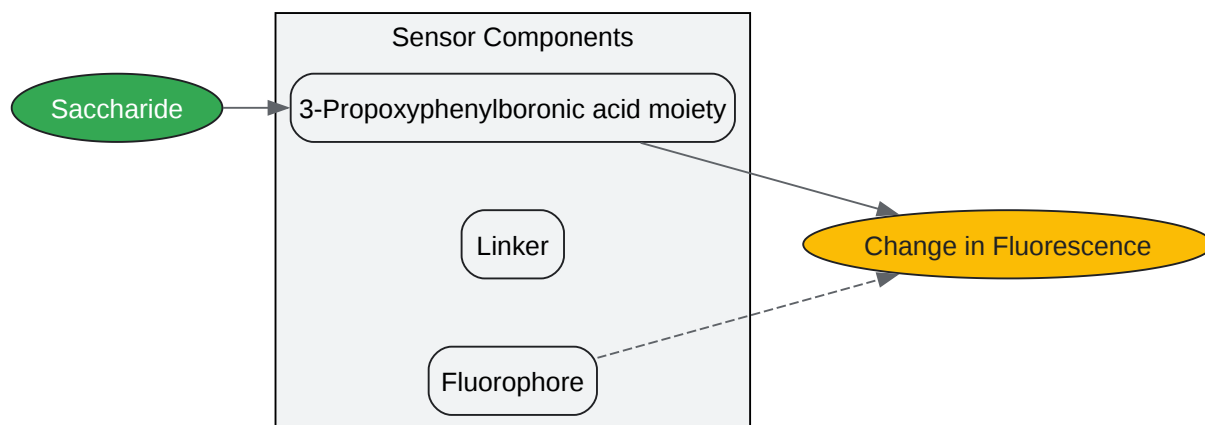 Sensor Components
Saccharide
3-Propoxyphenylboronic acid moiety
Linker
Change in Fluorescence
Fluorophore